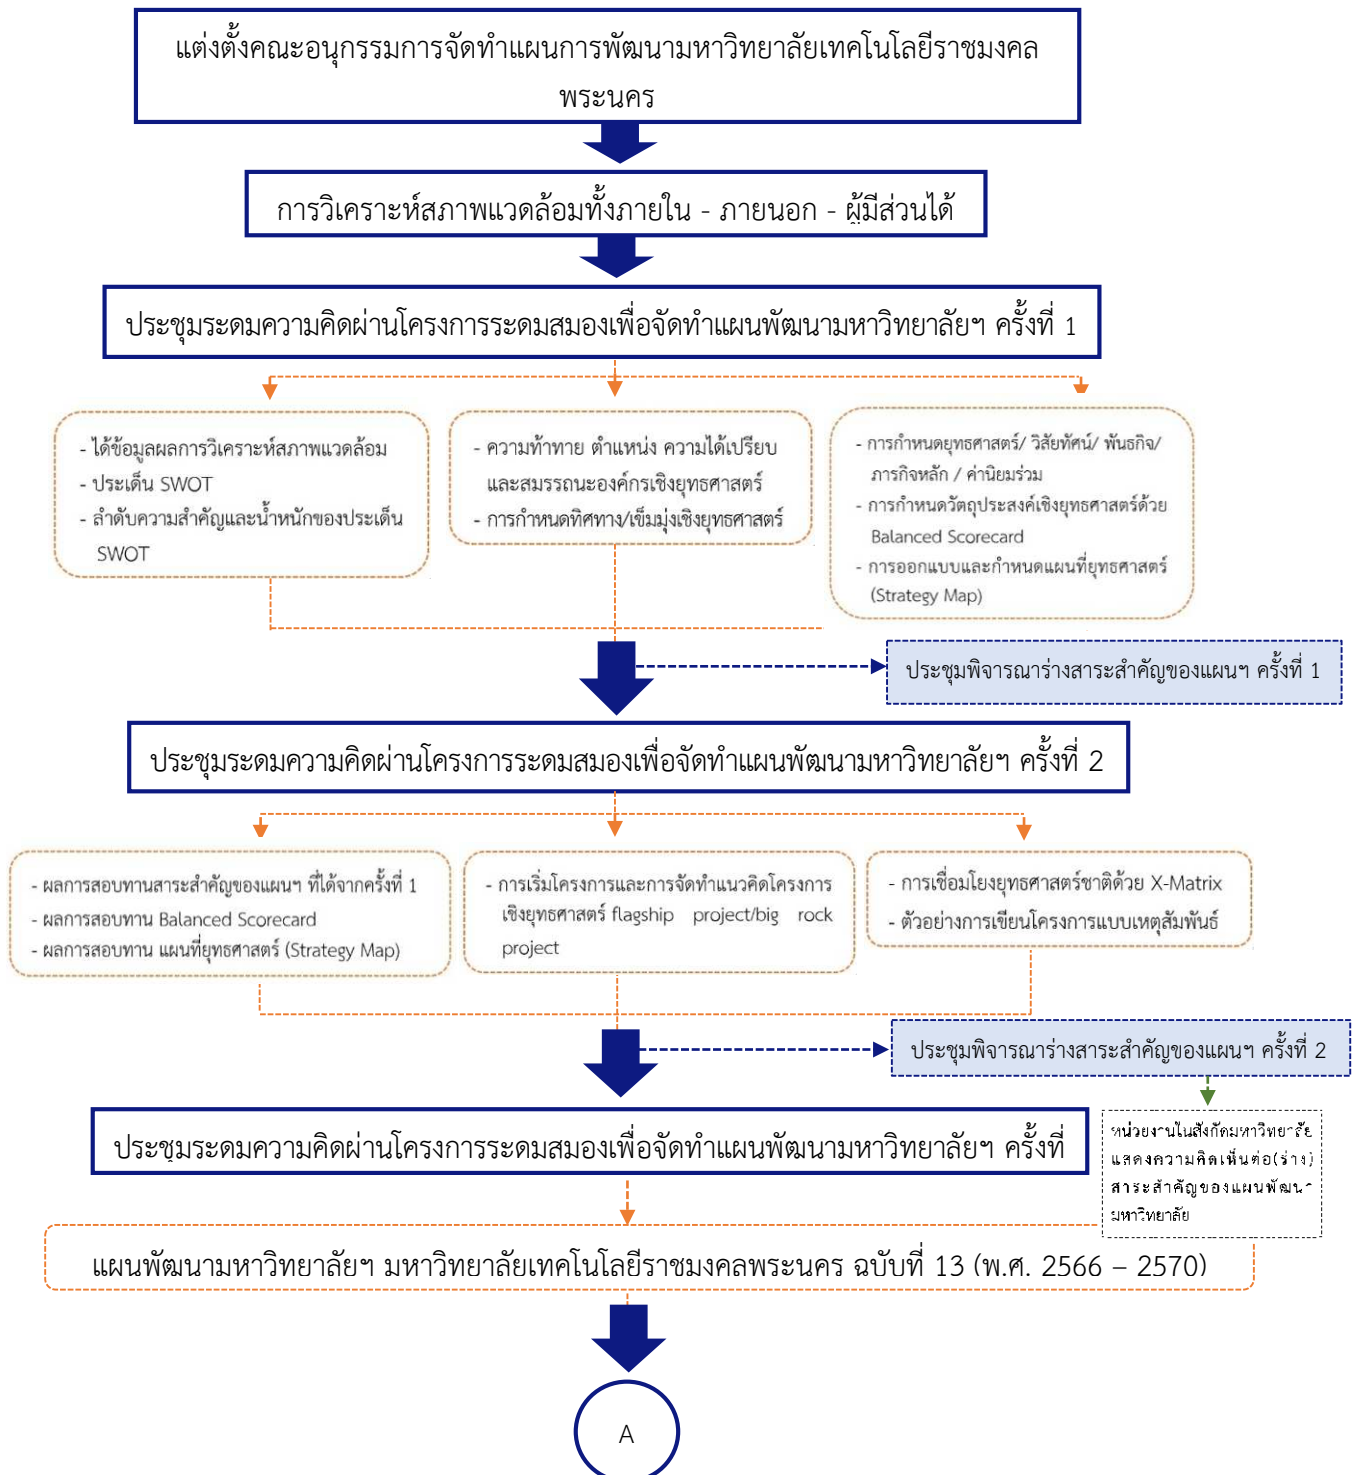 แต่งตั้งคณะอนุกรรมการจัดทำแผนการพัฒนามหาวิทยาลัยเทคโนโลยีราชมงคล
พระนคร
การวิเคราะห์สภาพแวดล้อมทั้งภายใน - ภายนอก - ผู้มีส่วนได้
ประชุมระดมความคิดผ่านโครงการระดมสมองเพื่อจัดทำแผนพัฒนามหาวิทยาลัยฯ ครั้งที่ 1
- ได้ข้อมูลผลการวิเคราะห์สภาพแวดล้อม
- ประเด็น SWOT
- ลำดับความสำคัญและน้ำหนักของประเด็น
SWOT
- ความท้าทาย ตำแหน่ง ความได้เปรียบ
และสมรรถนะองค์กรเชิงยุทธศาสตร์
- การกำหนดทิศทาง/เข็มมุ่งเชิงยุทธศาสตร์
- การกำหนดยุทธศาสตร์/ วิสัยทัศน์/ พันธกิจ/
ภารกิจหลัก / ค่านิยมร่วม
- การกำหนดวัตถุประสงค์เชิงยุทธศาสตร์ด้วย
Balanced Scorecard
- การออกแบบและกำหนดแผนที่ยุทธศาสตร์
(Strategy Map)
ประชุมพิจารณาร่างสาระสำคัญของแผนฯ ครั้งที่ 1
ประชุมระดมความคิดผ่านโครงการระดมสมองเพื่อจัดทำแผนพัฒนามหาวิทยาลัยฯ ครั้งที่ 2
- ผลการสอบทานสาระสำคัญของแผนฯ ที่ได้จากครั้งที่ 1
- ผลการสอบทาน Balanced Scorecard
- ผลการสอบทาน แผนที่ยุทธศาสตร์ (Strategy Map)
- การเริ่มโครงการและการจัดทำแนวคิดโครงการ
เชิงยุทธศาสตร์ flagship project/big rock
project
- การเชื่อมโยงยุทธศาสตร์ชาติด้วย X-Matrix
- ตัวอย่างการเขียนโครงการแบบเหตุสัมพันธ์
ประชุมพิจารณาร่างสาระสำคัญของแผนฯ ครั้งที่ 2
ประชุมระดมความคิดผ่านโครงการระดมสมองเพื่อจัดทำแผนพัฒนามหาวิทยาลัยฯ ครั้งที่
หน่วยงานในสังกัดมหาวิทยาลัย
แสดงความคิดเห็นต่อ(ร่าง)
สาระสำคัญของแผนพัฒนา
มหาวิทยาลัย
แผนพัฒนามหาวิทยาลัยฯ มหาวิทยาลัยเทคโนโลยีราชมงคลพระนคร ฉบับที่ 13 (พ.ศ. 2566 – 2570)
A